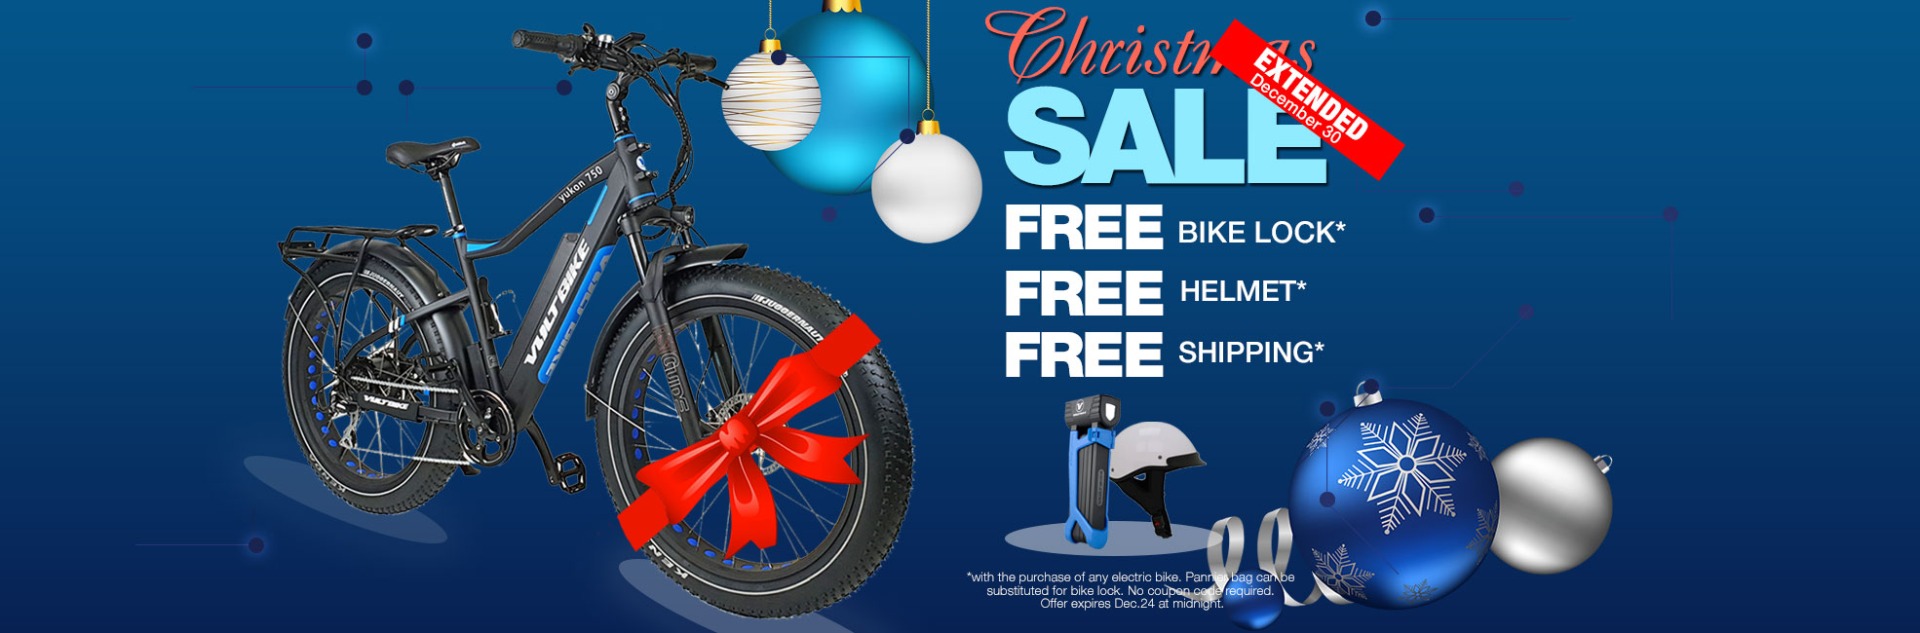 Christmas
EXTENDED
December 30
SALE
FREE BIKE LOCK*
FREE HELMET*
FREE SHIPPING*
yukon 750
VOLTBIKE
VOLTBIKE
JUGGERNAUT
JUGGERNAUT
*with the purchase of any electric bike. Pannier bag can be
substituted for bike lock. No coupon code required.
Offer expires Dec.24 at midnight.